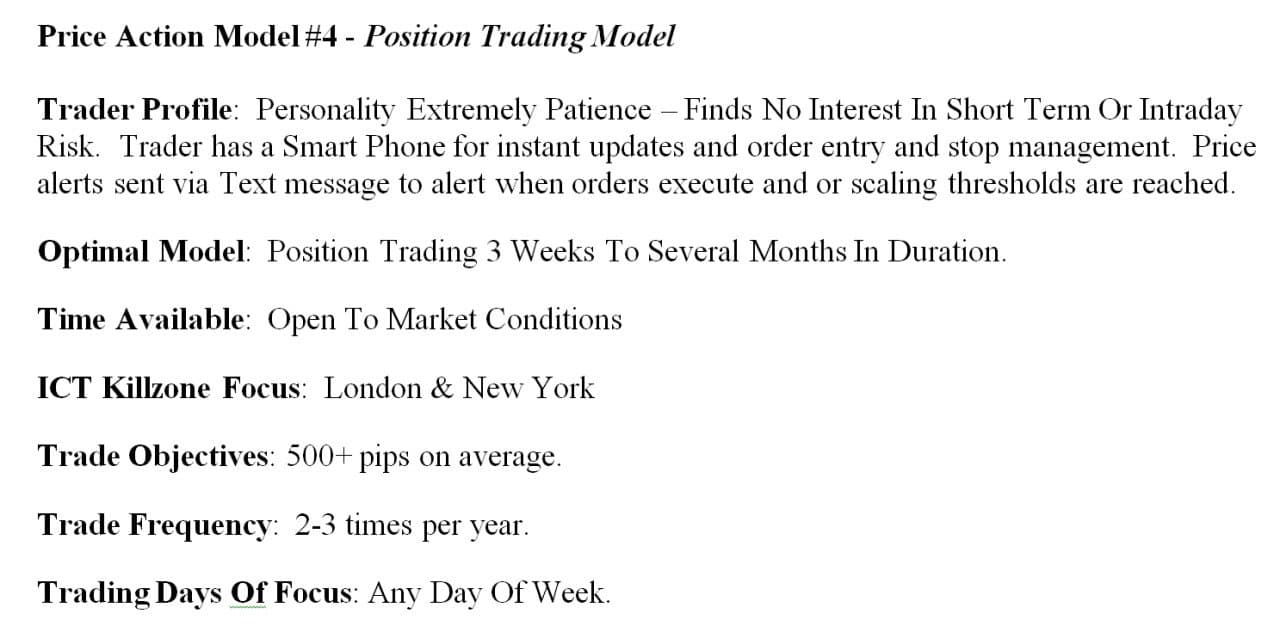 Price Action Model #4 - Position Trading Model
Trader Profile:  Personality Extremely Patience – Finds No Interest In Short Term Or Intraday
Risk.  Trader has a Smart Phone for instant updates and order entry and stop management.  Price
alerts sent via Text message to alert when orders execute and or scaling thresholds are reached.
Optimal Model:  Position Trading 3 Weeks To Several Months In Duration.
Time Available:  Open To Market Conditions
ICT Killzone Focus:  London & New York
Trade Objectives: 500+ pips on average.
Trade Frequency:  2-3 times per year.
Trading Days Of Focus: Any Day Of Week.